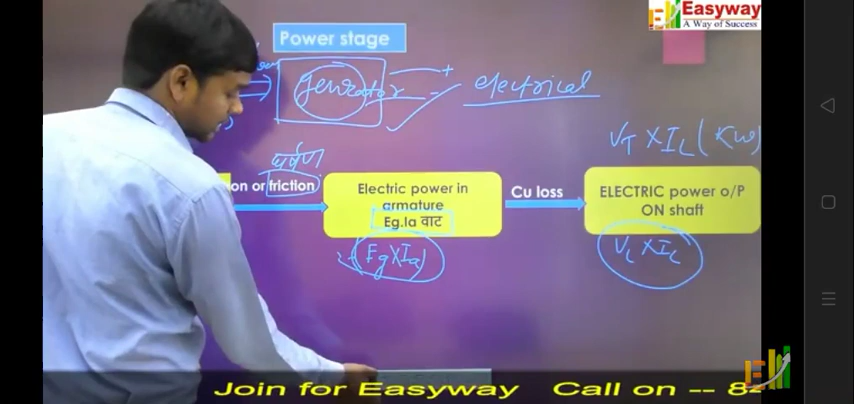 Easyway
A Way of Success
Power stage
Generator
+
-
electrical
VT X IL (KW)
घर्षण
on or friction
Electric power in
armature
Eg.Ia वाट
Cu loss
ELECTRIC power o/P
ON shaft
Eg X Ia
VL X IL
Join for Easyway Call on -- 8